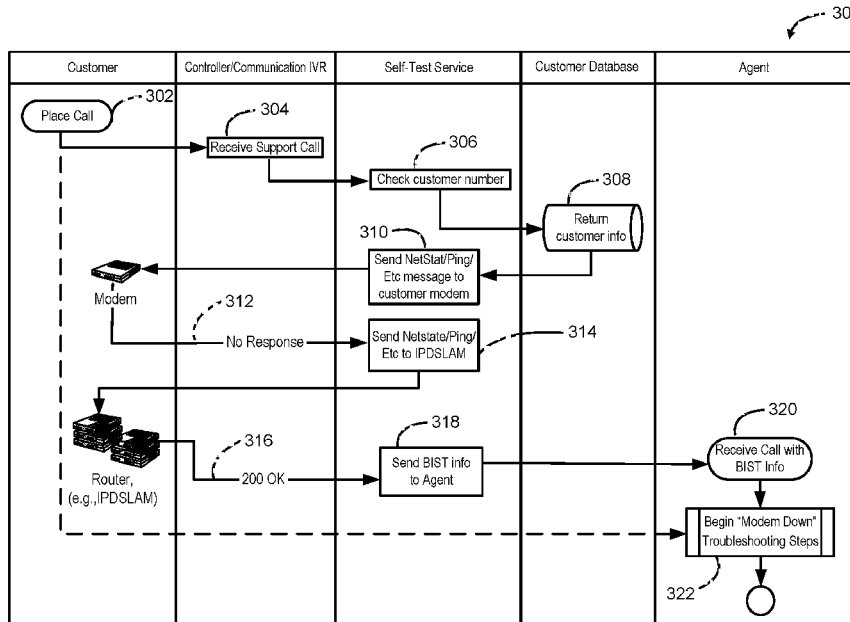 30
Customer
Controller/Communication IVR
Self-Test Service
Customer Database
Agent
Place Call
302
304
Receive Support Call
306
Check customer number
308
Return
customer info
310
Send NetStat/Ping/
Etc message to
customer modem
Modem
312
No Response
Send Netstate/Ping/
Etc to IPDSLAM
314
Router,
(e.g.,IPDSLAM)
316
200 OK
318
Send BIST info
to Agent
320
Receive Call with
BIST Info
Begin "Modem Down"
Troubleshooting Steps
322